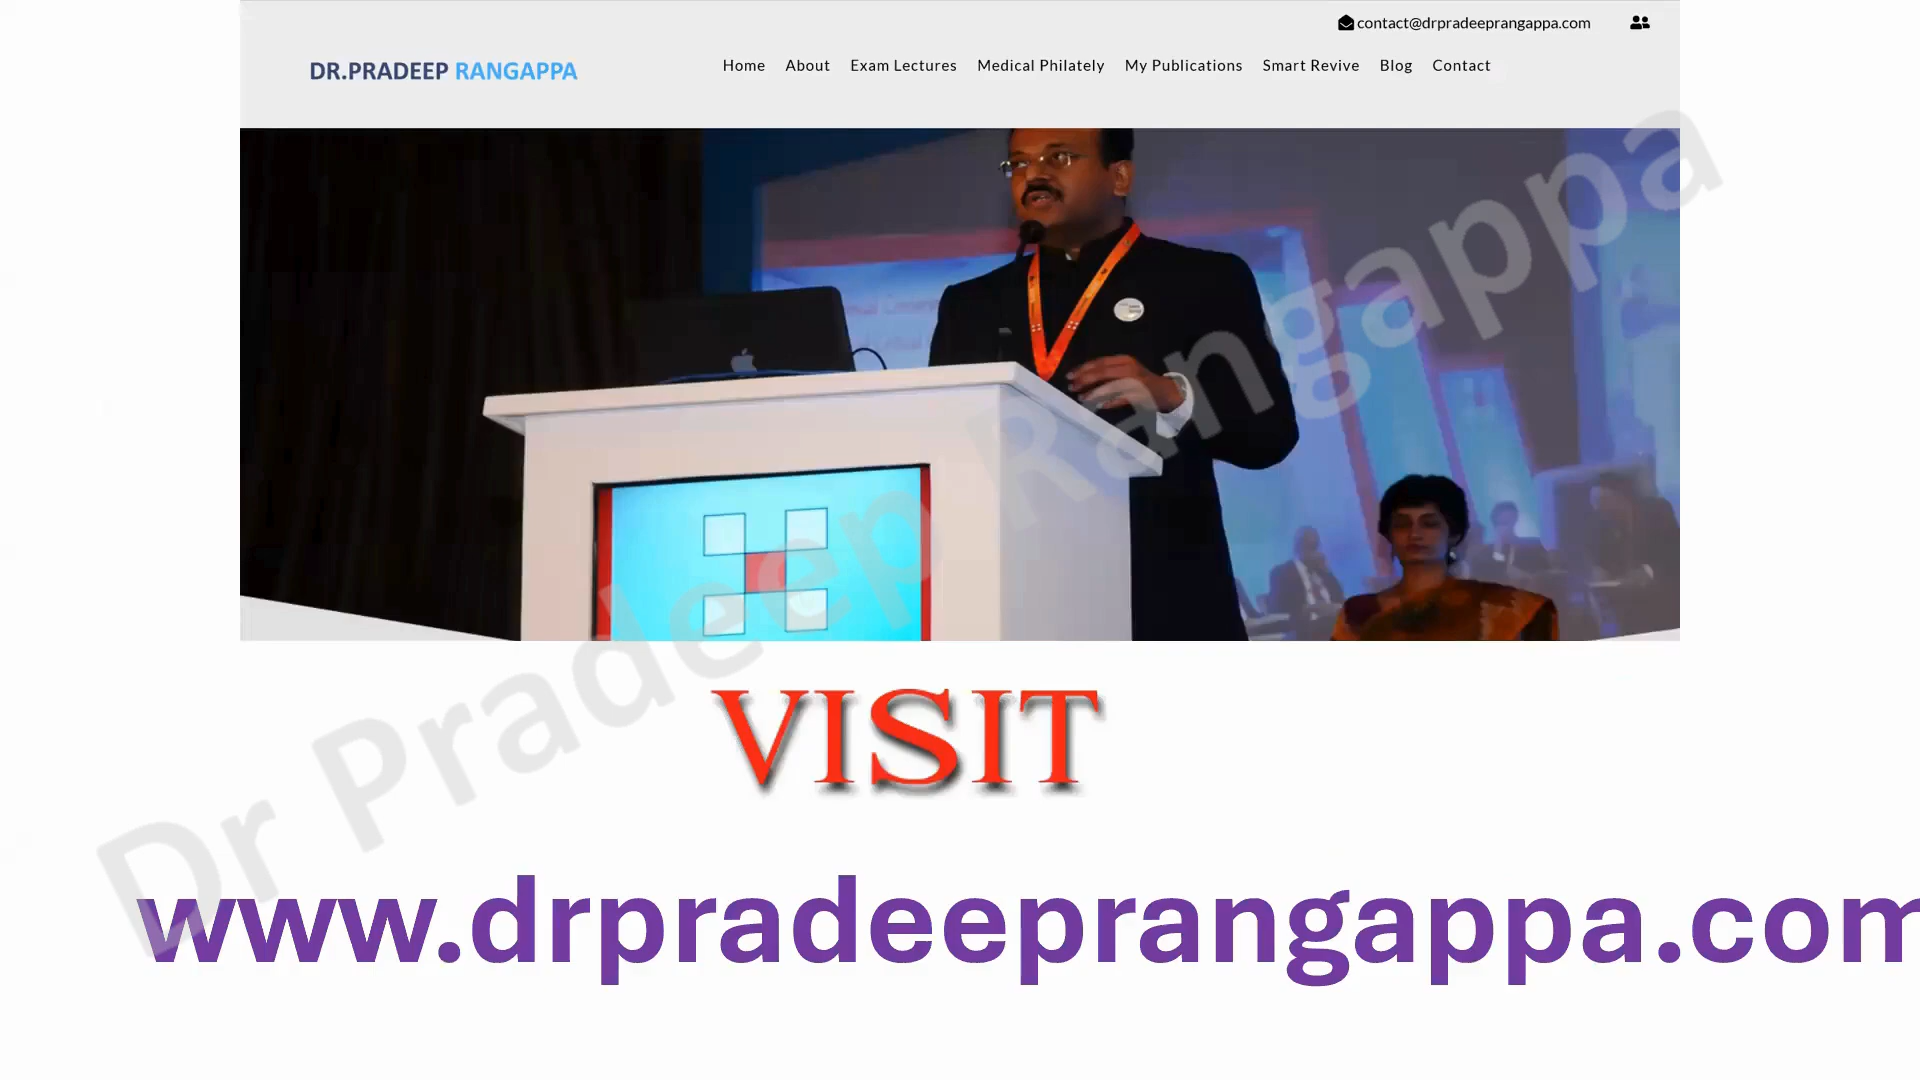 contact@drpradeeprangappa.com
DR.PRADEEP RANGAPPA
Home About Exam Lectures Medical Philately My Publications Smart Revive Blog Contact
Dr Pradeep Rangappa
VISIT
www.drpradeeprangappa.com